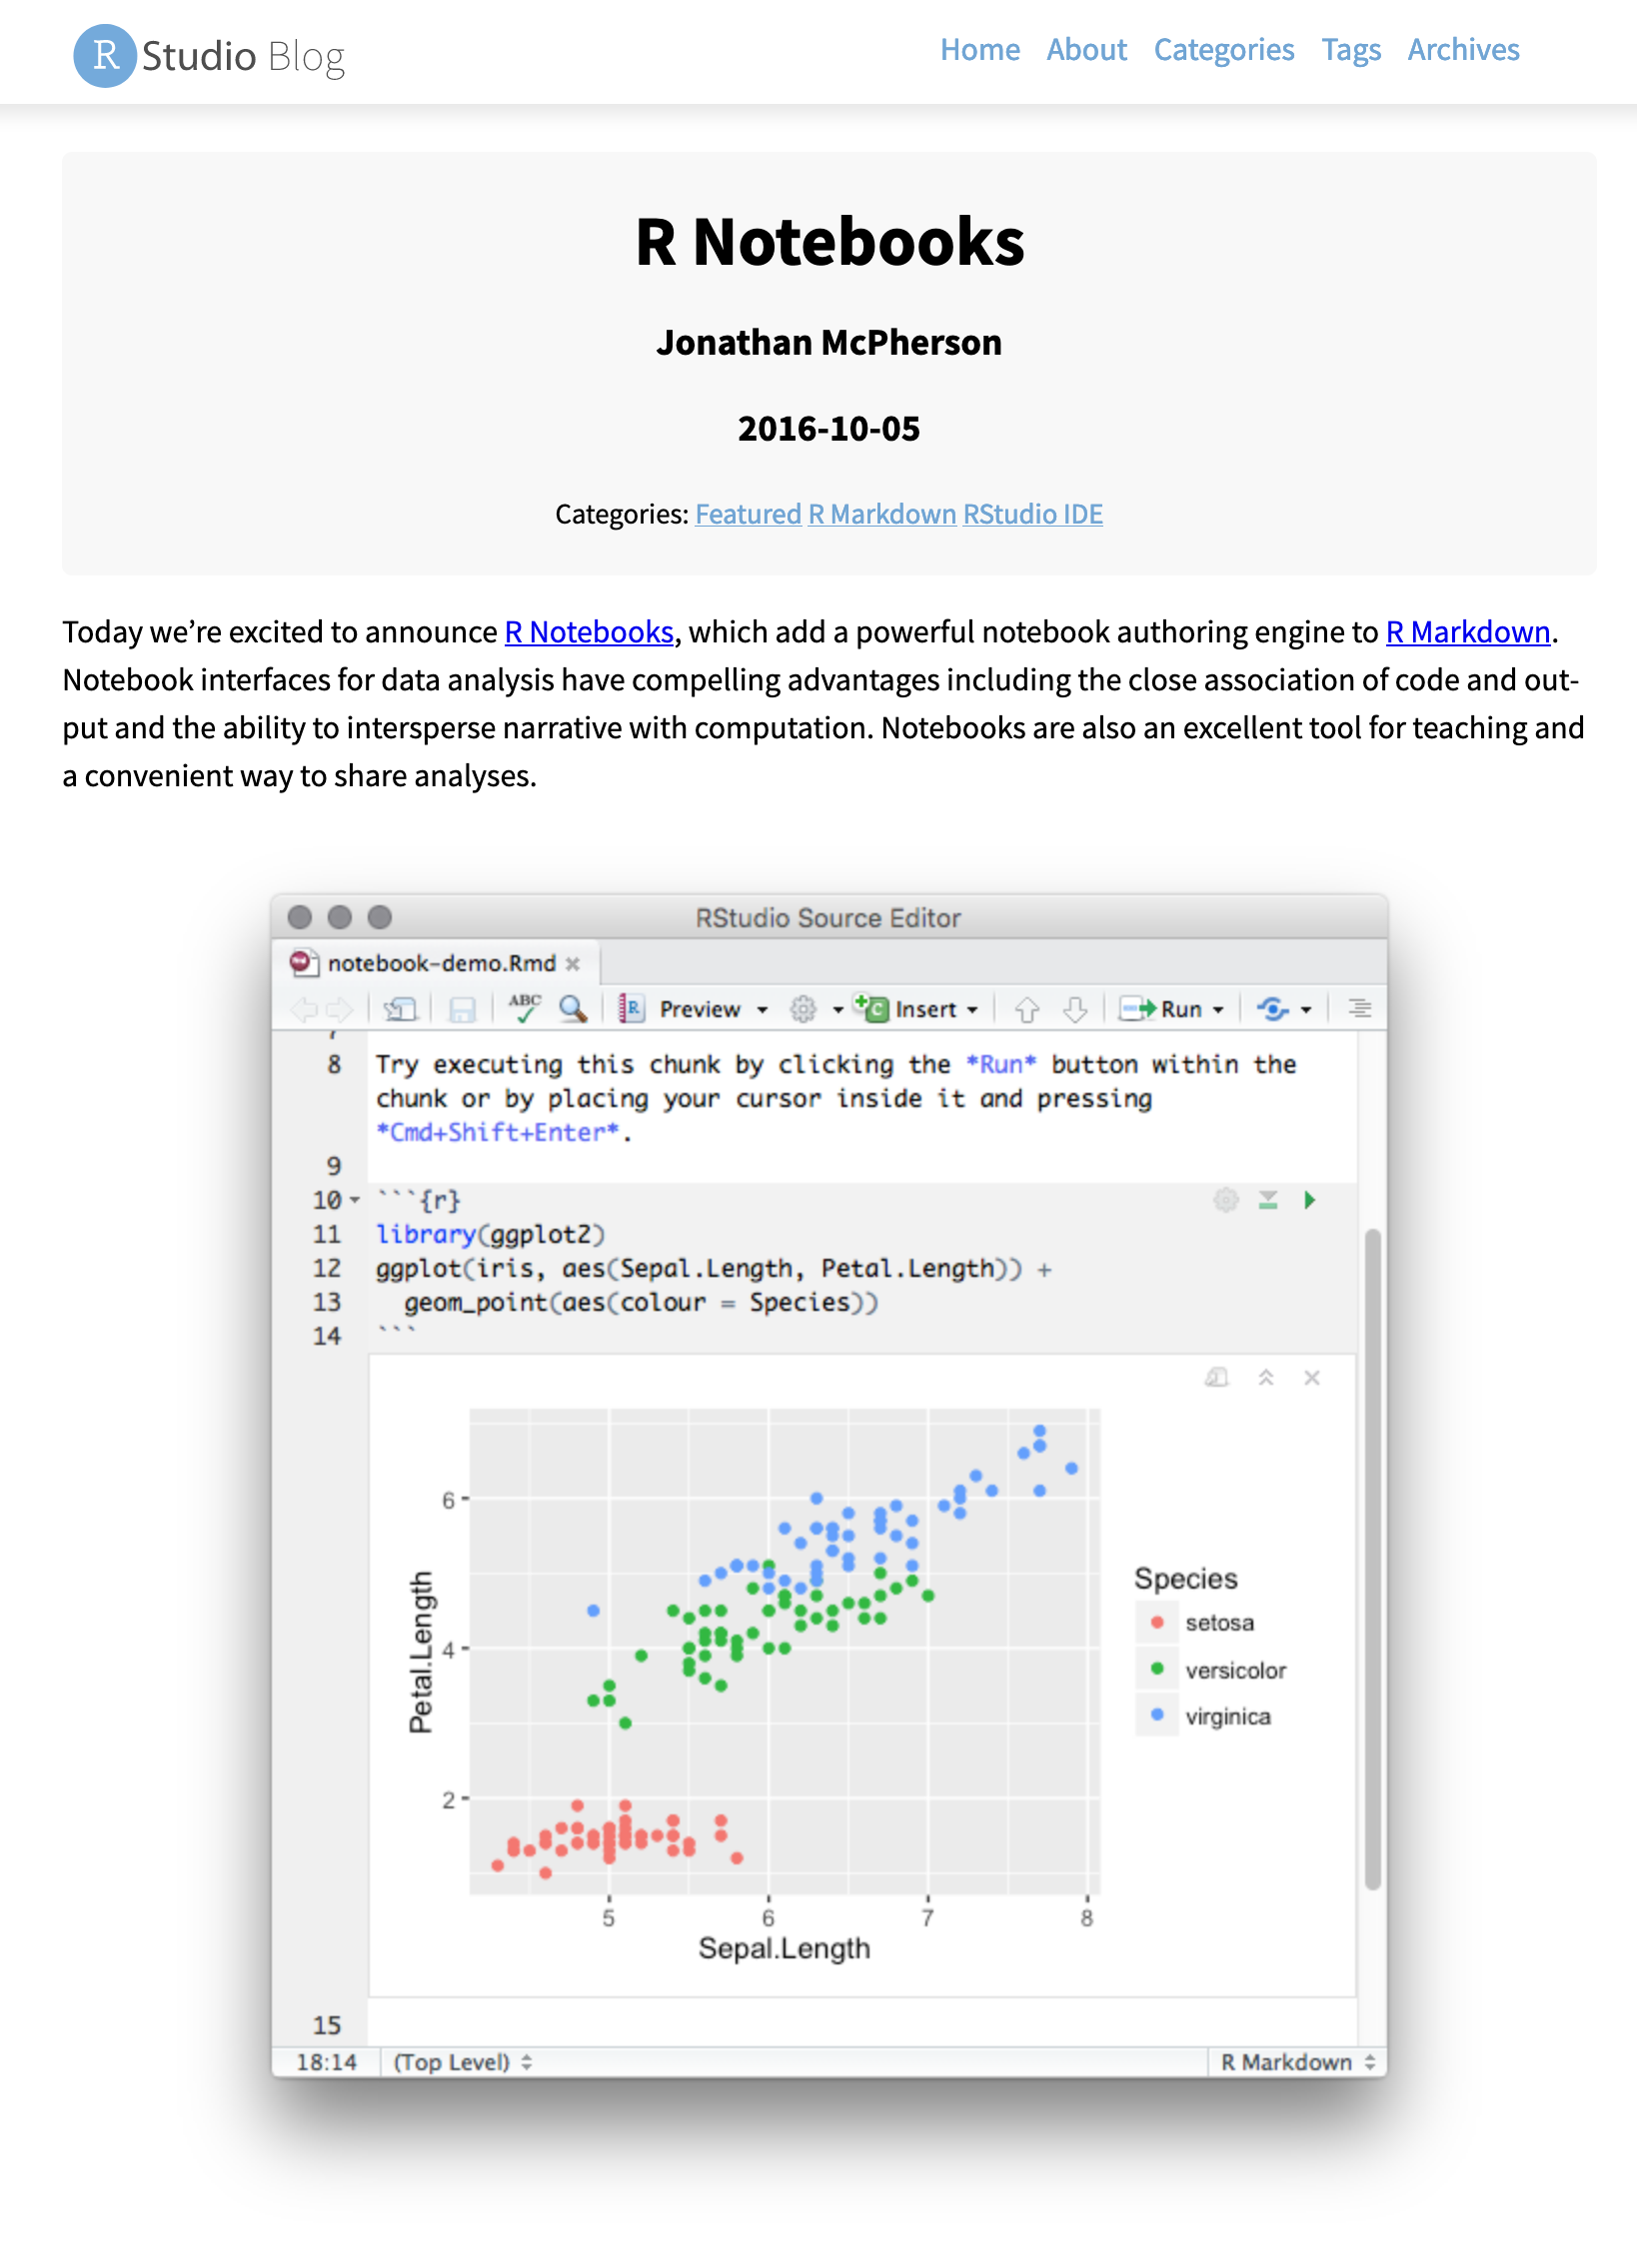 R Studio Blog
Home About Categories Tags Archives
R Notebooks
Jonathan McPherson
2016-10-05
Categories: Featured R Markdown RStudio IDE
Today we’re excited to announce R Notebooks, which add a powerful notebook authoring engine to R Markdown.
Notebook interfaces for data analysis have compelling advantages including the close association of code and out-
put and the ability to intersperse narrative with computation. Notebooks are also an excellent tool for teaching and
a convenient way to share analyses.
RStudio Source Editor
notebook-demo.Rmd
ABC R Preview C Insert Run
8 Try executing this chunk by clicking the *Run* button within the
chunk or by placing your cursor inside it and pressing
*Cmd+Shift+Enter*.
9
10 ```{r}
11 library(ggplot2)
12 ggplot(iris, aes(Sepal.Length, Petal.Length)) +
13 geom_point(aes(colour = Species))
14 ```
6
4
2
Petal.Length
5 6 7 8
Sepal.Length
Species
setosa
versicolor
virginica
15
18:14 (Top Level) R Markdown